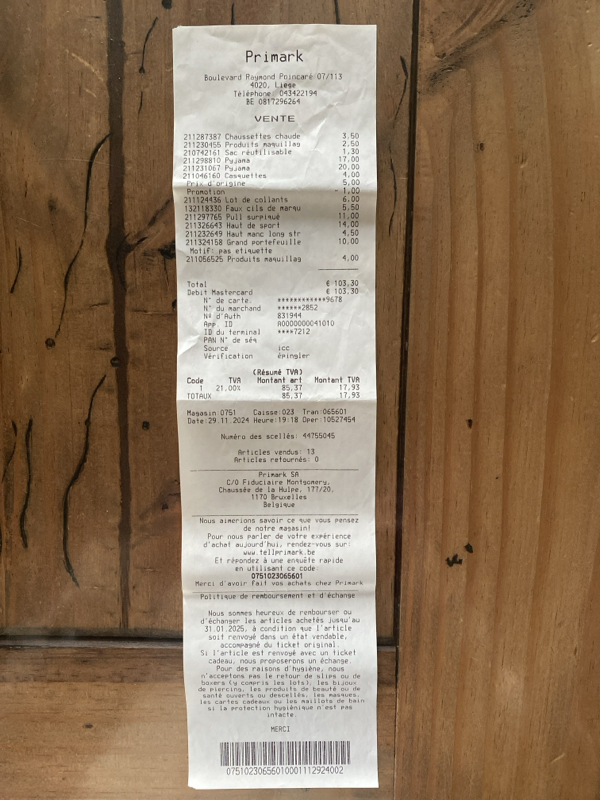 Primark
Boulevard Raymond Poincaré 07/113
4020, Liège
Téléphone 043422194
BE 0817296264
VENTE
211287387 Chaussettes chaude 3,50
211230455 Produits maquillag 2,50
210742161 Sac réutilisable 1,30
211298810 Pyjama 17,00
211231067 Pyjama 20,00
211046160 Casquettes 4,00
Prix d'origine 5,00
Promotion - 1,00
211124436 Lot de collants 6,00
132118330 Faux cils de marqu 5,50
211297765 Pull surpiqué 11,00
211326643 Haut de sport 14,00
211232649 Haut manc long str 4,50
211324158 Grand portefeuille 10,00
Motif: pas etiquette
211056525 Produits maquillag 4,00
Total € 103,30
Debit Mastercard € 103,30
N° de carte. ************9678
N° du marchand ******2852
N° d'Auth 831944
App. ID A0000000041010
ID du terminal ****7212
PAN N° de séq
Source icc
Vérification épingler
(Résumé TVA)
Code TVA Montant art Montant TVA
1 21,00% 85,37 17,93
TOTAUX 85,37 17,93
Magasin:0751 Caisse:023 Tran:065601
Date:29.11.2024 Heure:19:18 Oper:10527454
Numéro des scellés: 44755045
Articles vendus: 13
Articles retournés: 0
Primark SA
C/O Fiduciaire Montgomery,
Chaussée de la Hulpe, 177/20,
1170 Bruxelles
Belgique
Nous aimerions savoir ce que vous pensez
de notre magasin!
Pour nous parler de votre expérience
d'achat aujourd'hui, rendez-vous sur:
www.tellprimark.be
Et répondez à une enquête rapide
en utilisant ce code:
0751023065601
Merci d'avoir fait vos achats chez Primark
Politique de remboursement et d'échange
Nous sommes heureux de rembourser ou
d'échanger les articles achetés jusqu'au
31.01.2025, à condition que l'article
soit renvoyé dans un état vendable,
accompagné du ticket original.
Si l'article est renvoyé avec un ticket
cadeau, nous proposerons un échange
Pour des raisons d'hygiène, nous
n'acceptons pas le retour de slips ou de
boxers (y compris les lots), les bijoux
de piercing, les produits de beauté ou de
santé ouverts ou descellés, les masques,
les cartes cadeaux ou les maillots de bain
si la protection hygiénique n'est pas
intacte.
MERCI
07510230656010001112924002